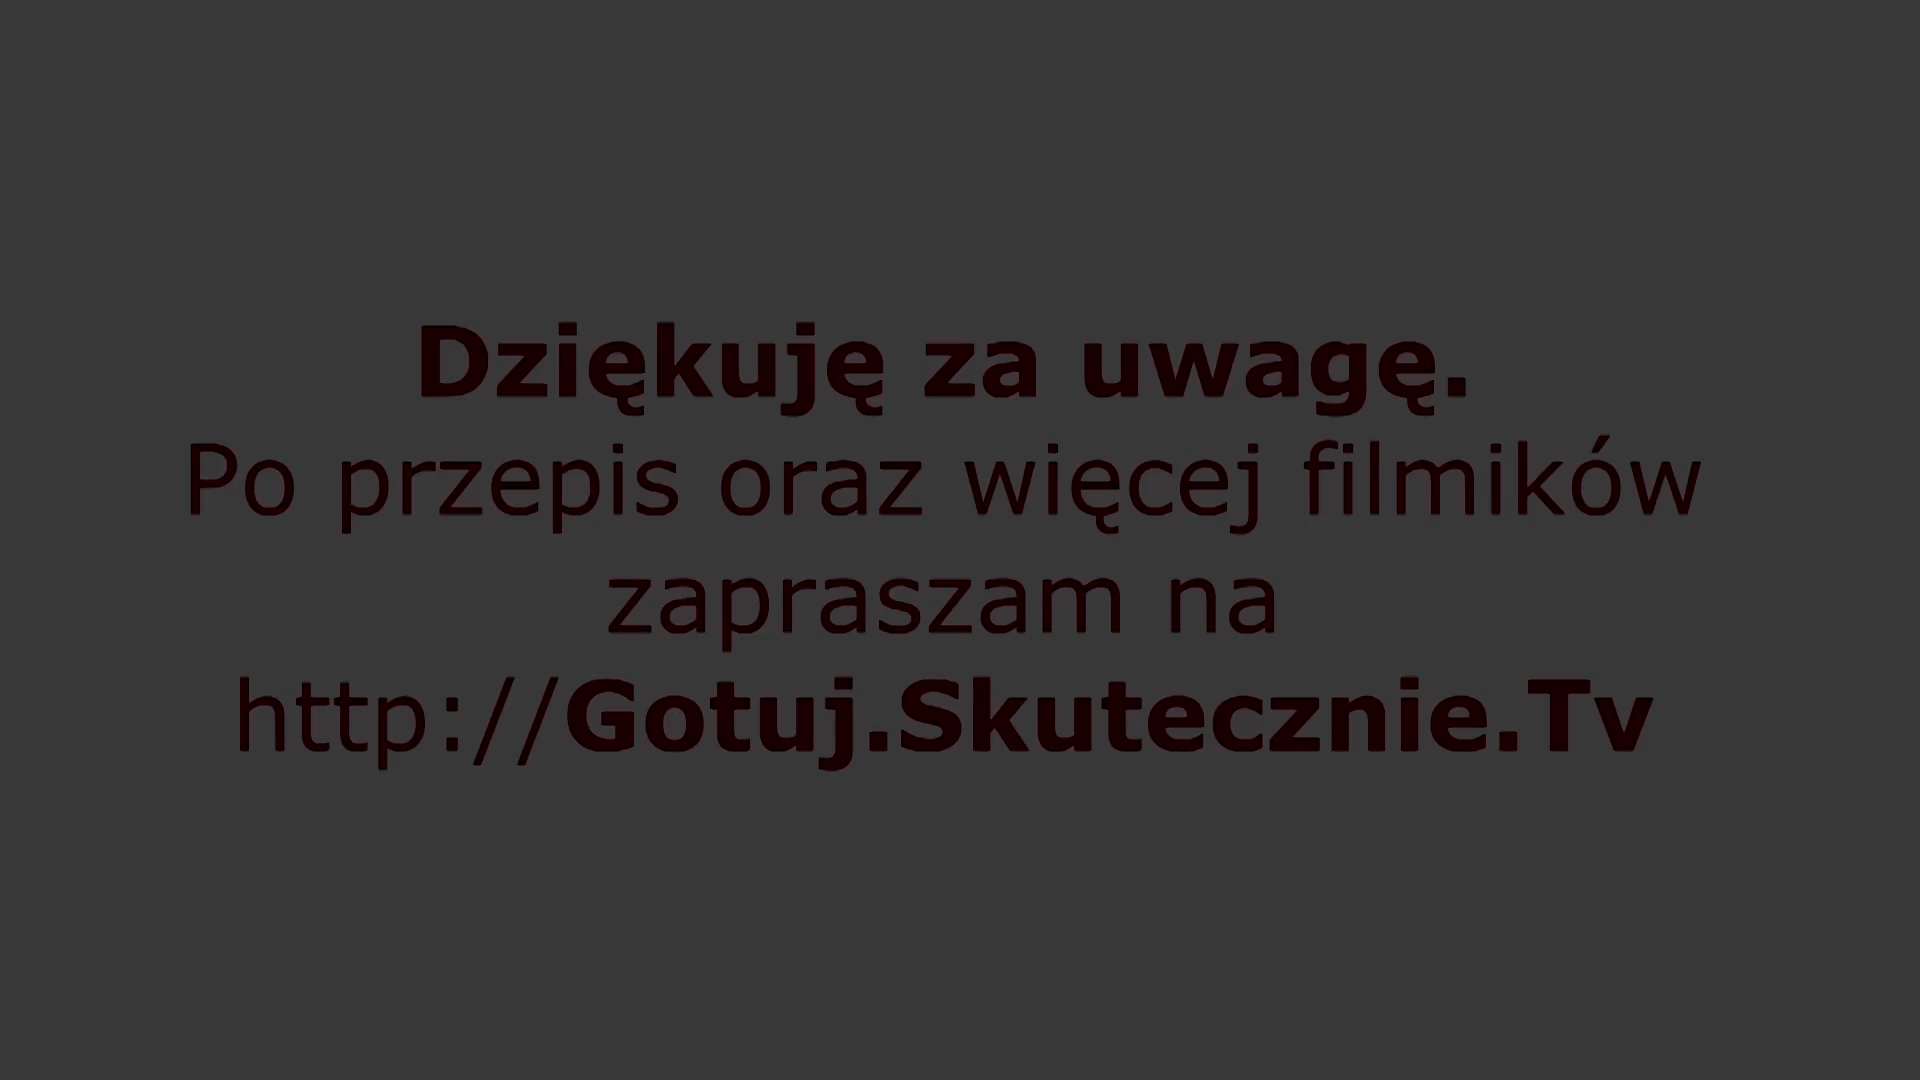 Dziękuję za uwagę.
Po przepis oraz więcej filmików
zapraszam na
http://Gotuj.Skutecznie.Tv